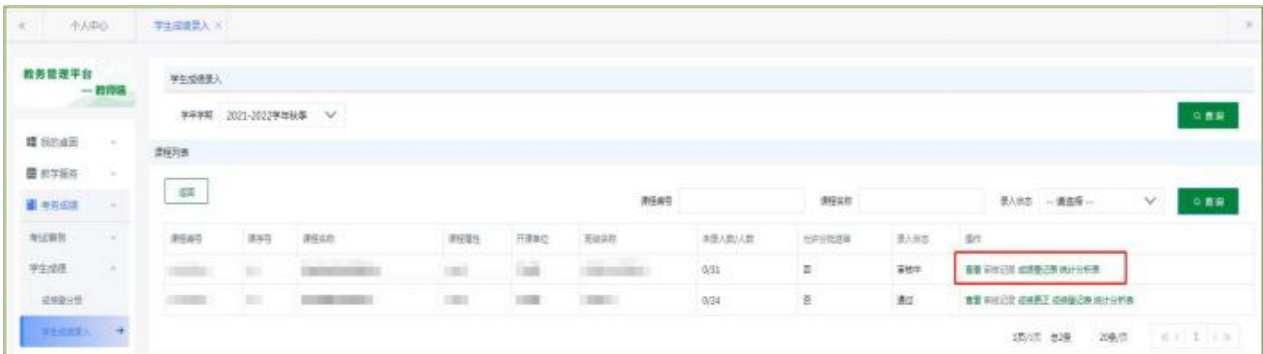 个人中心 学生成绩录入 ×
教务管理平台
— 教师端
学生成绩录入
学年学期 2021-2022学年秋季
查询
我的桌面
课程列表
教学服务
返回
课程编号
课程名称
录入状态 -- 请选择 --
查询
考务成绩
考试事务
课程编号 课序号 课程名称 课程属性 开课单位 班级名称 未录人数/人数 允许分批送审 录入状态 操作
学生成绩
0/31 否 审核中 查看 审核记录 成绩登记表 统计分析表
成绩登分册
0/24 否 通过 查看 审核记录 成绩更正 成绩登记表 统计分析表
学生成绩录入
1页/1页 总2条 20条/页 1